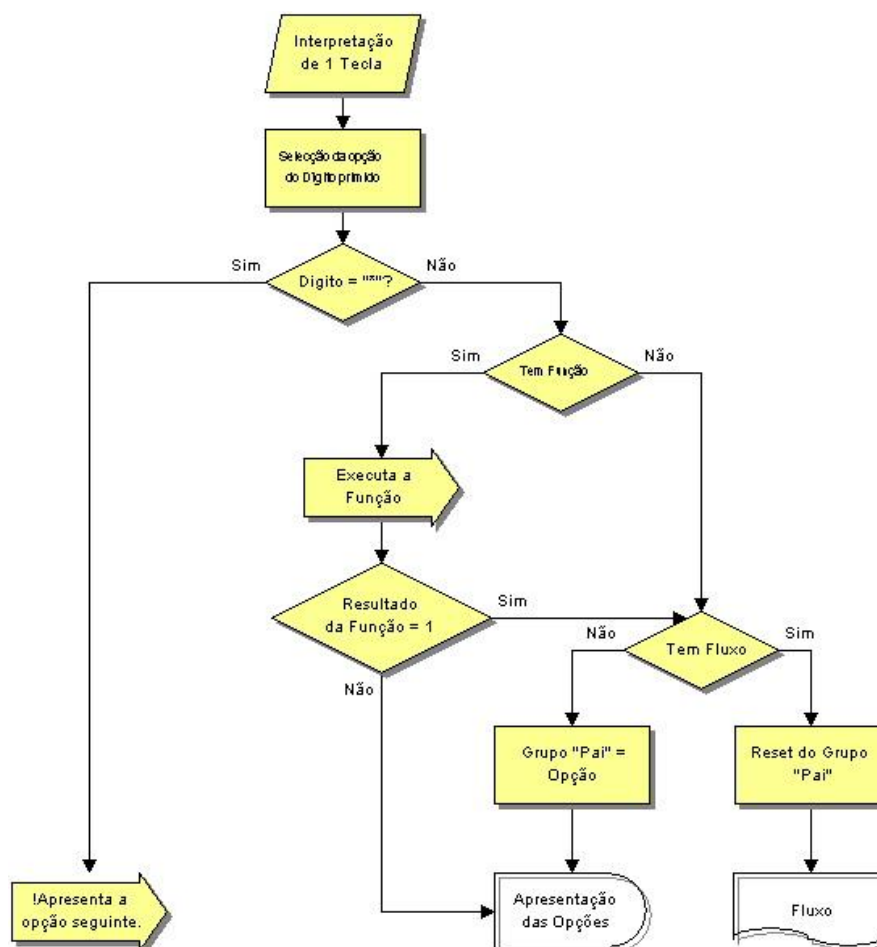 Interpretação
de 1 Tecla
Selecção da opção
do Digito primido
Sim
Não
Digito = "*"?
Sim
Não
Tem Função
Executa a
Função
Resultado
da Função = 1
Sim
Não
Não
Sim
Tem Fluxo
Grupo "Pai" =
Opção
Reset do Grupo
"Pai"
!Apresenta a
opção seguinte.
Apresentação
das Opções
Fluxo